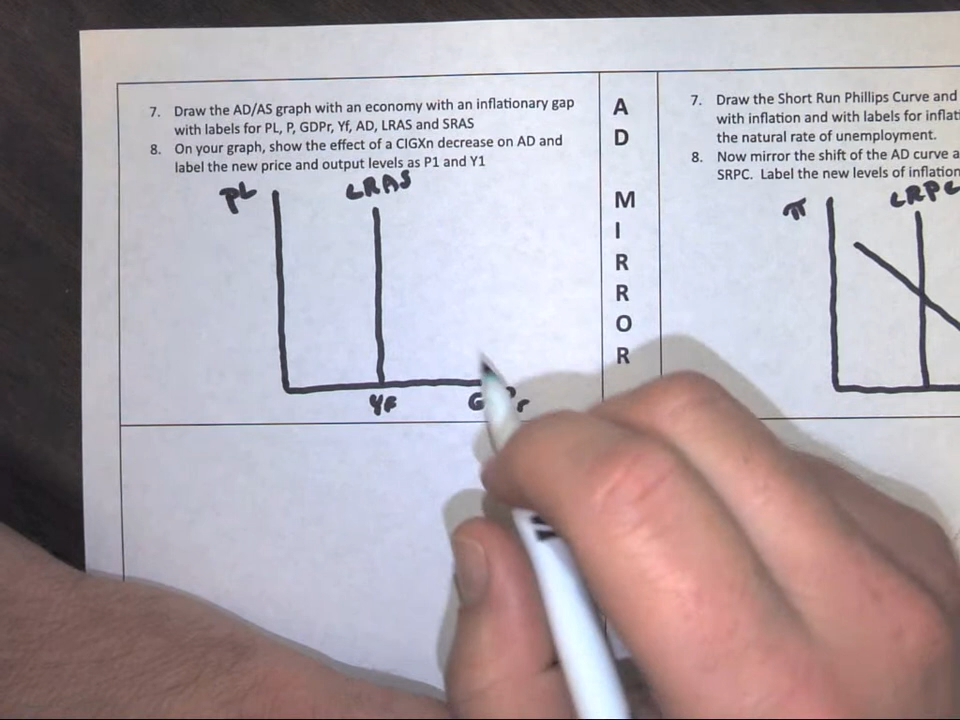 7. Draw the AD/AS graph with an economy with an inflationary gap
with labels for PL, P, GDPr, Yf, AD, LRAS and SRAS
8. On your graph, show the effect of a CIGXn decrease on AD and
label the new price and output levels as P1 and Y1
PL
LRAS
YF
A
D
M
I
R
R
O
R
7. Draw the Short Run Phillips Curve and
with inflation and with labels for
the natural rate of unemployment.
8. Now mirror the shift of the AD curve
SRPC. Label the new levels of inflation
π